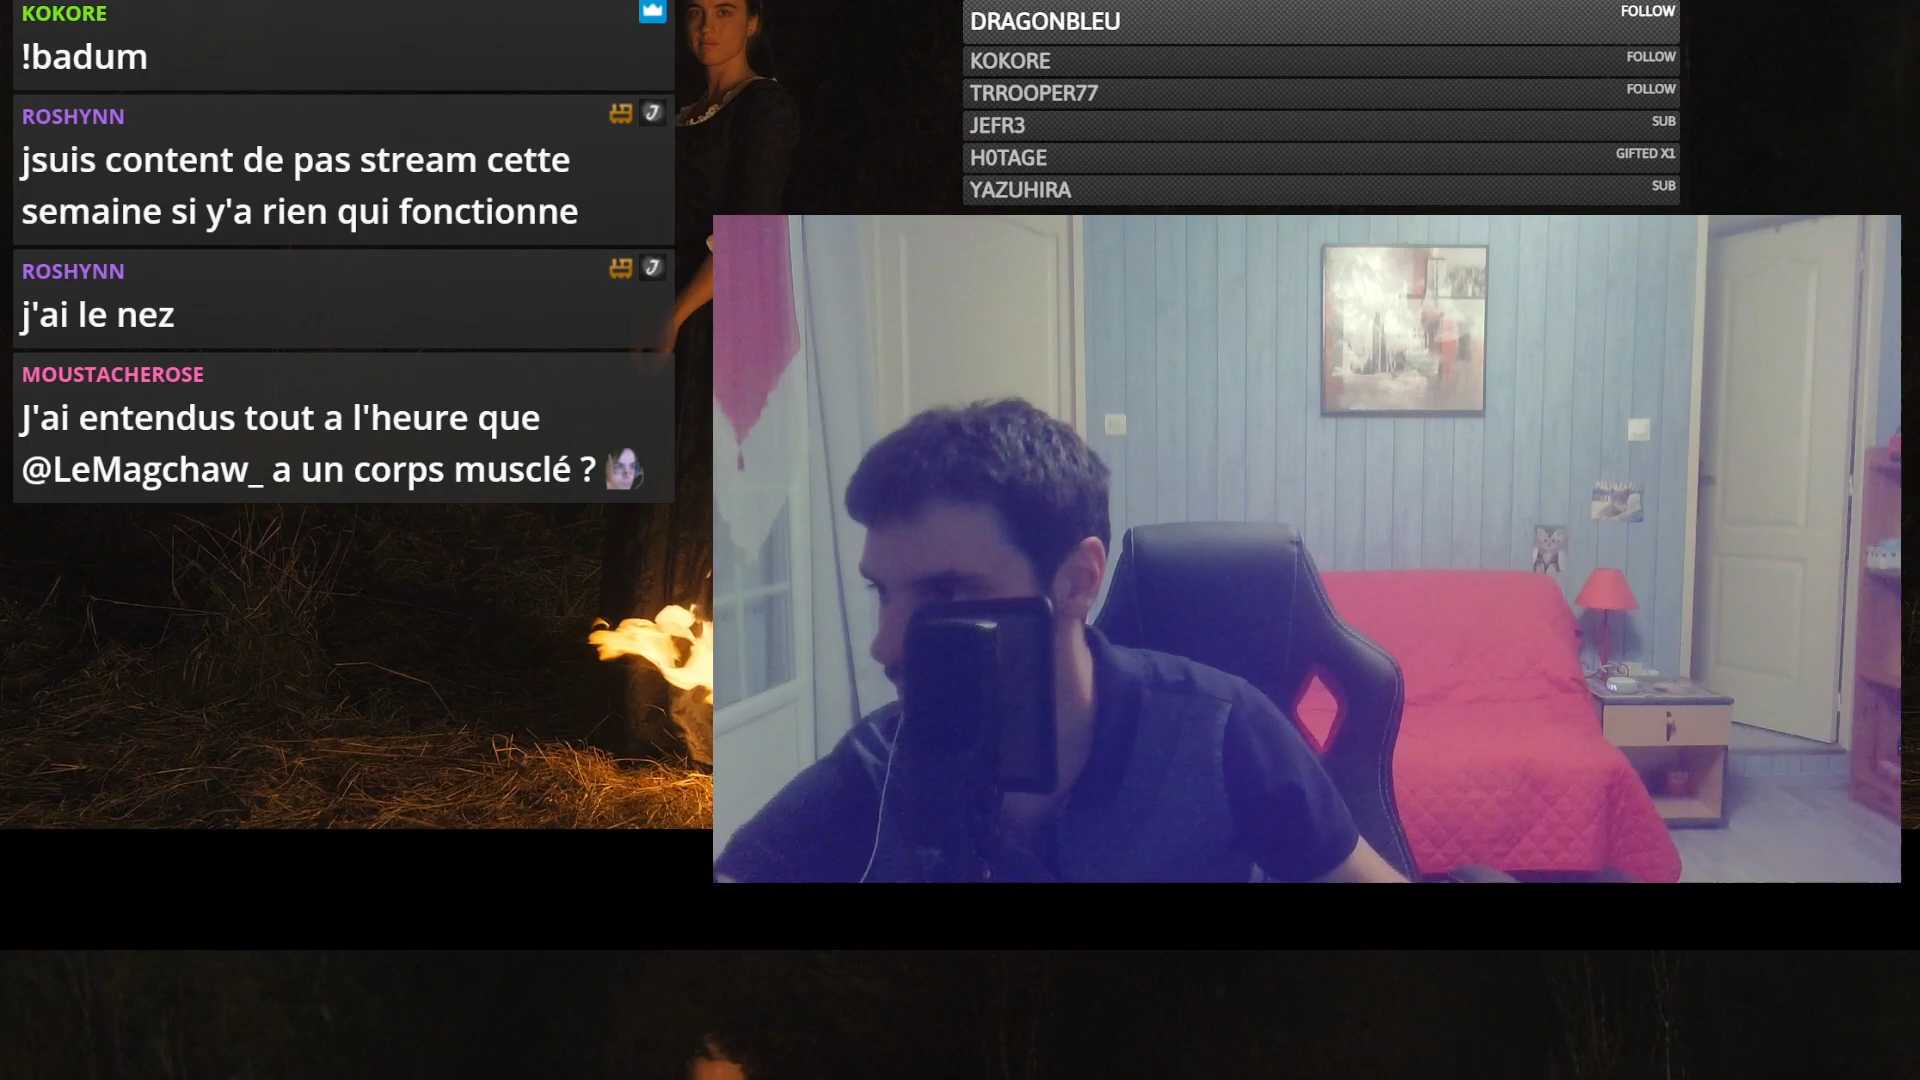 KOKORE
!badum
ROSHYNN
jsuis content de pas stream cette
semaine si y'a rien qui fonctionne
ROSHYNN
j'ai le nez
MOUSTACHEROSE
J'ai entendus tout a l'heure que
@LeMagchaw_ a un corps musclé ?
DRAGONBLEU FOLLOW
KOKORE FOLLOW
TRROOPER77 FOLLOW
JEFR3 SUB
H0TAGE GIFTED X1
YAZUHIRA SUB